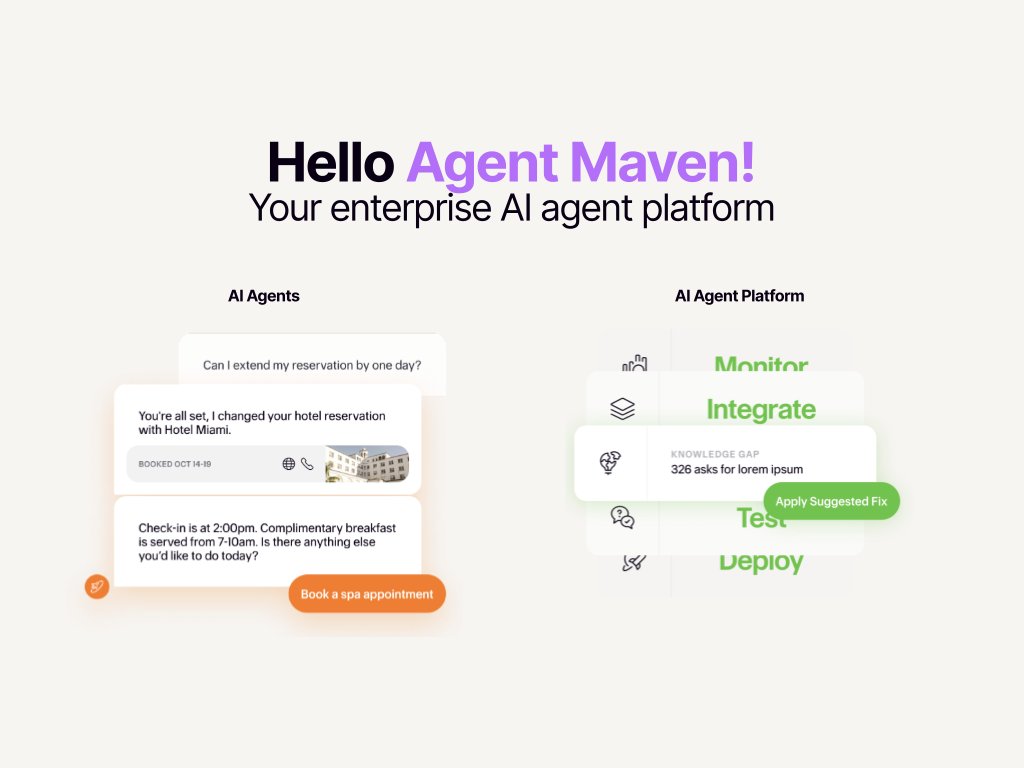 Hello Agent Maven!
Your enterprise AI agent platform
AI Agents
Can I extend my reservation by one day?
You're all set, I changed your hotel reservation
with Hotel Miami.
BOOKED OCT 14-19
Check-in is at 2:00pm. Complimentary breakfast
is served from 7-10am. Is there anything else
you'd like to do today?
Book a spa appointment
AI Agent Platform
Monitor
Integrate
KNOWLEDGE GAP
326 asks for lorem ipsum
Apply Suggested Fix
Test
Deploy